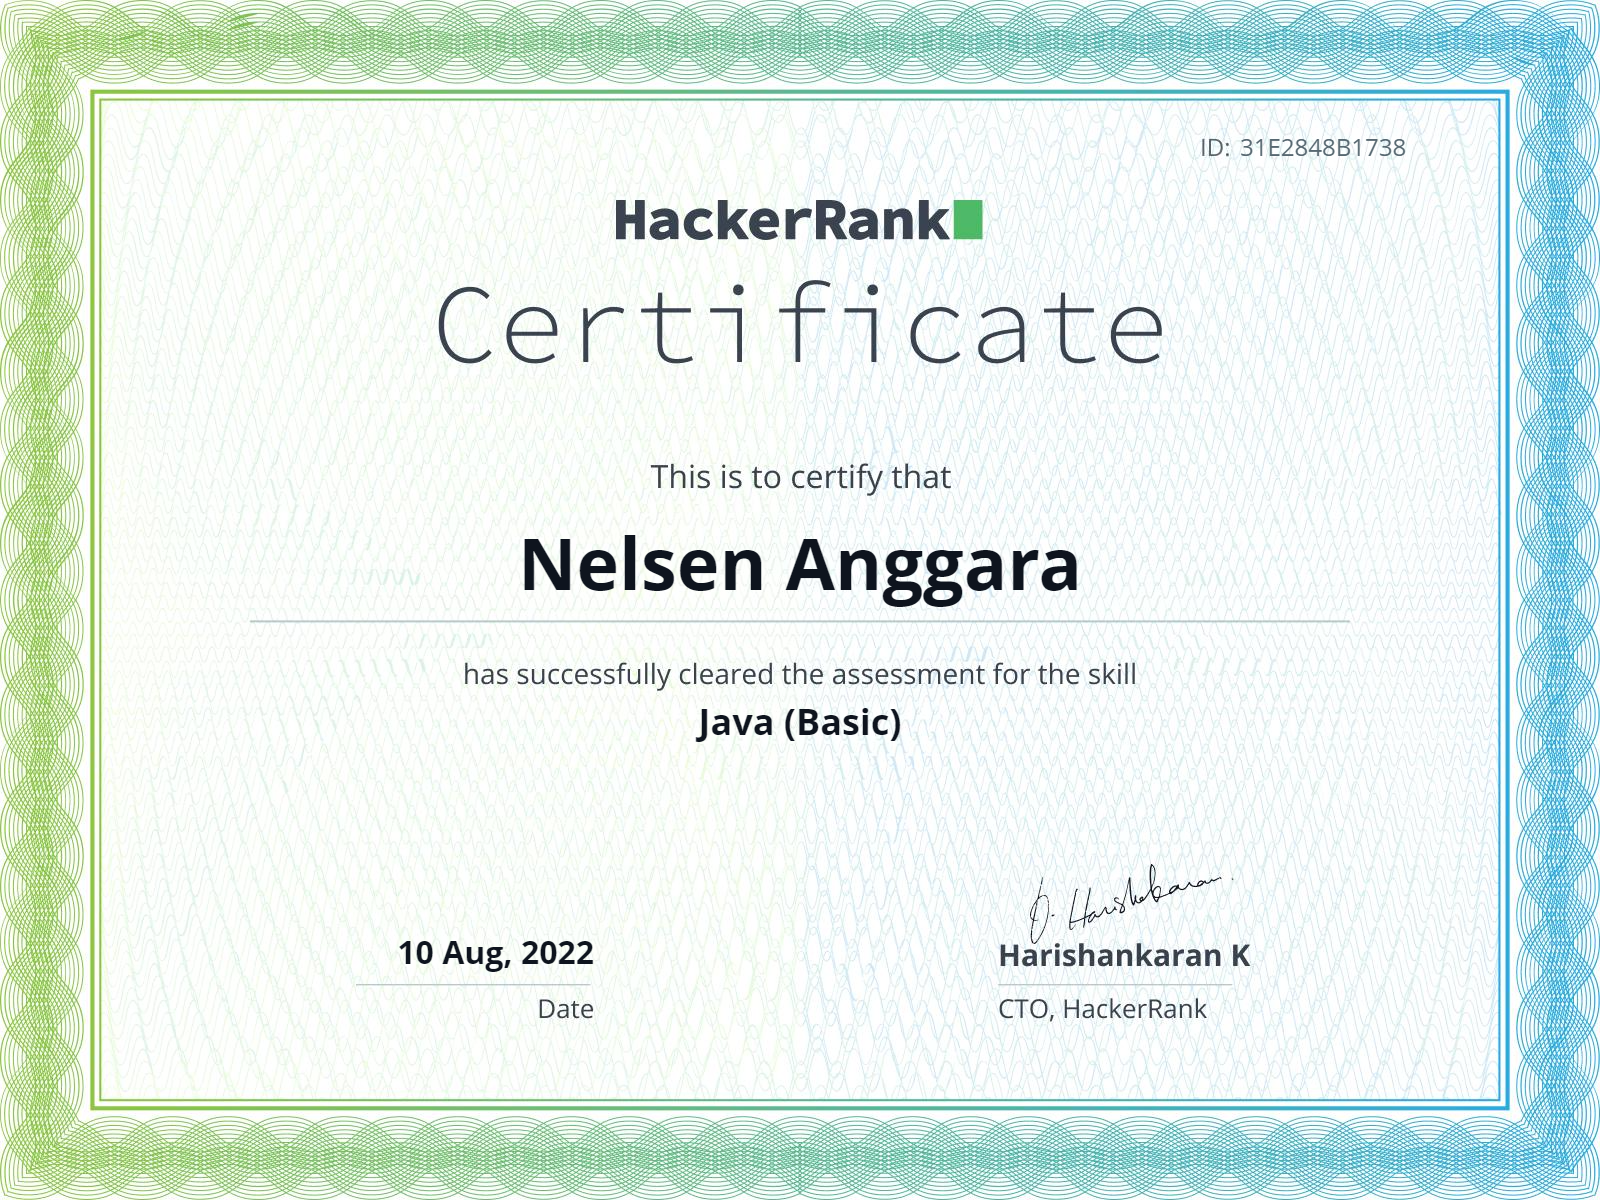 ID: 31E2848B1738
HackerRank
Certificate
This is to certify that
Nelsen Anggara
has successfully cleared the assessment for the skill
Java (Basic)
10 Aug, 2022
Date
J. Harishankaran
Harishankaran K
CTO, HackerRank